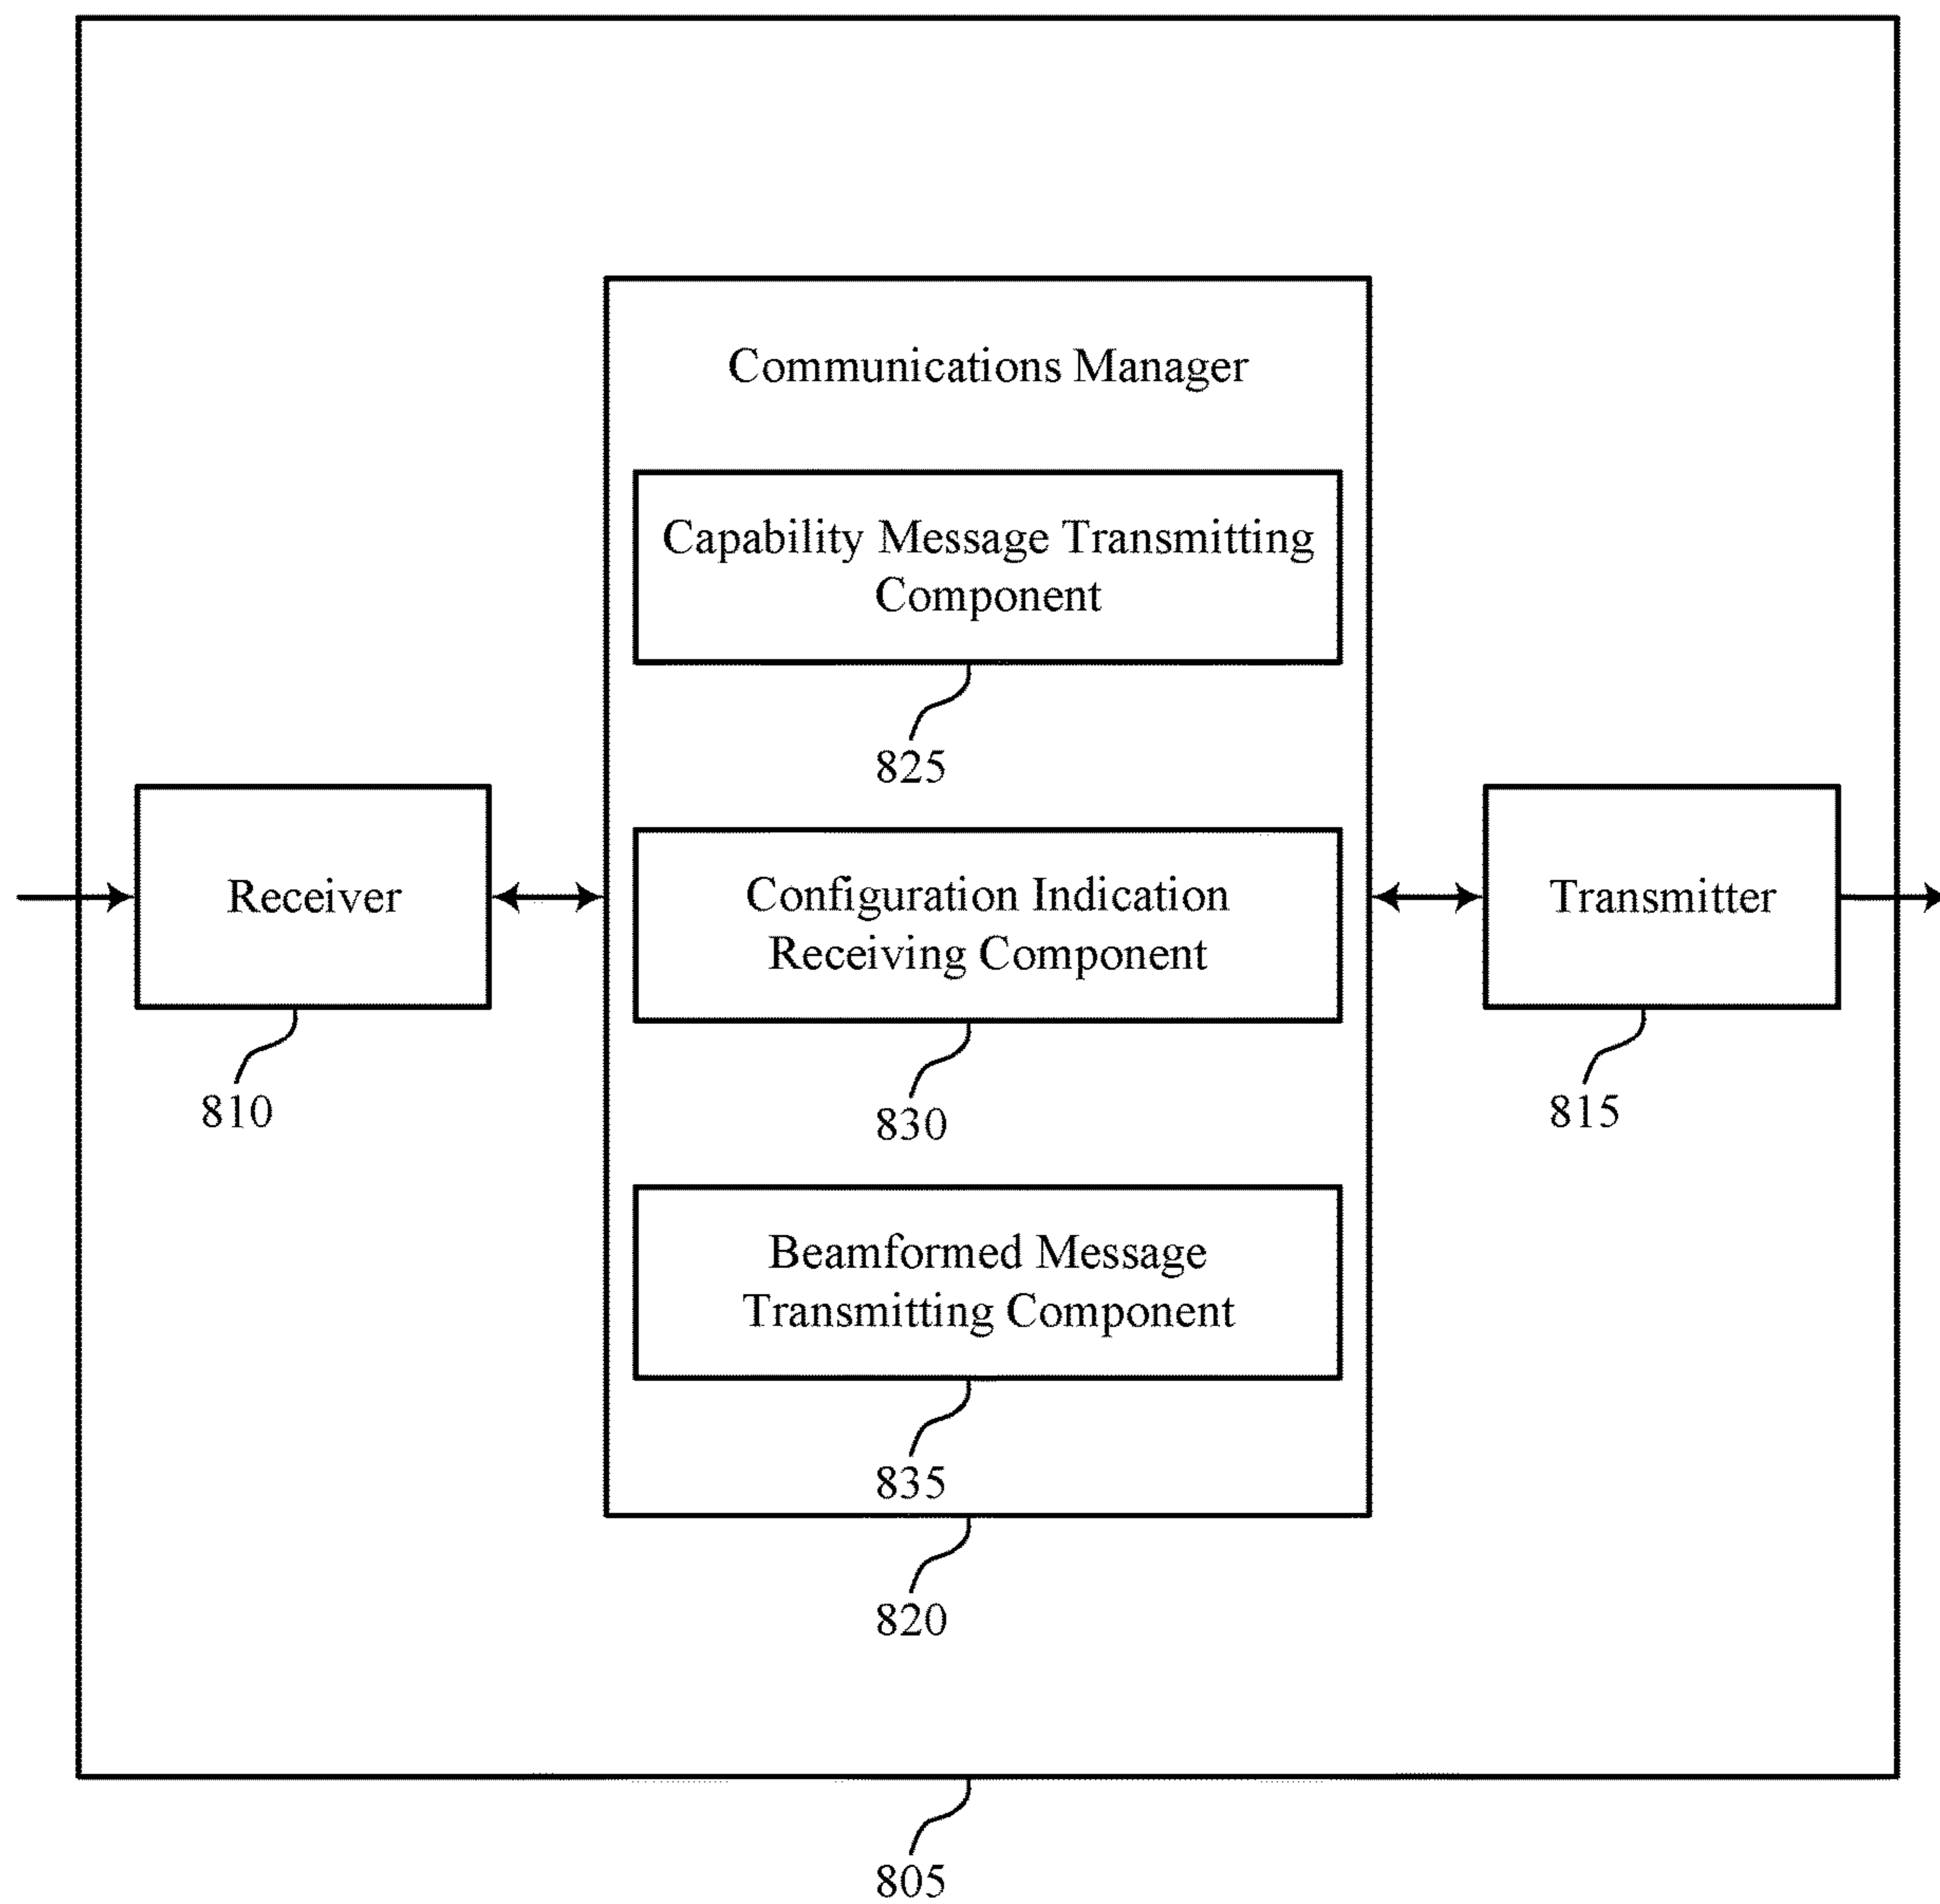 Communications Manager
Capability Message Transmitting
Component
825
Receiver
810
Configuration Indication
Receiving Component
830
Transmitter
815
Beamformed Message
Transmitting Component
835
820
805